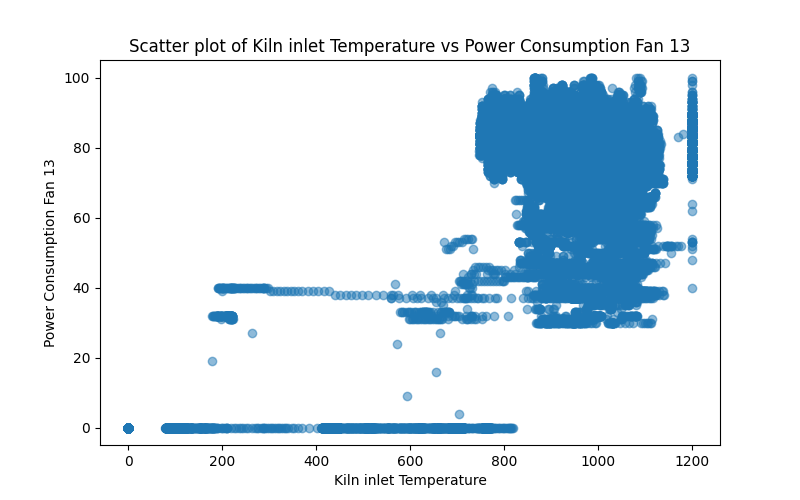 Scatter plot of Kiln inlet Temperature vs Power Consumption Fan 13
100
80
60
40
20
0
Power Consumption Fan 13
0 200 400 600 800 1000 1200
Kiln inlet Temperature